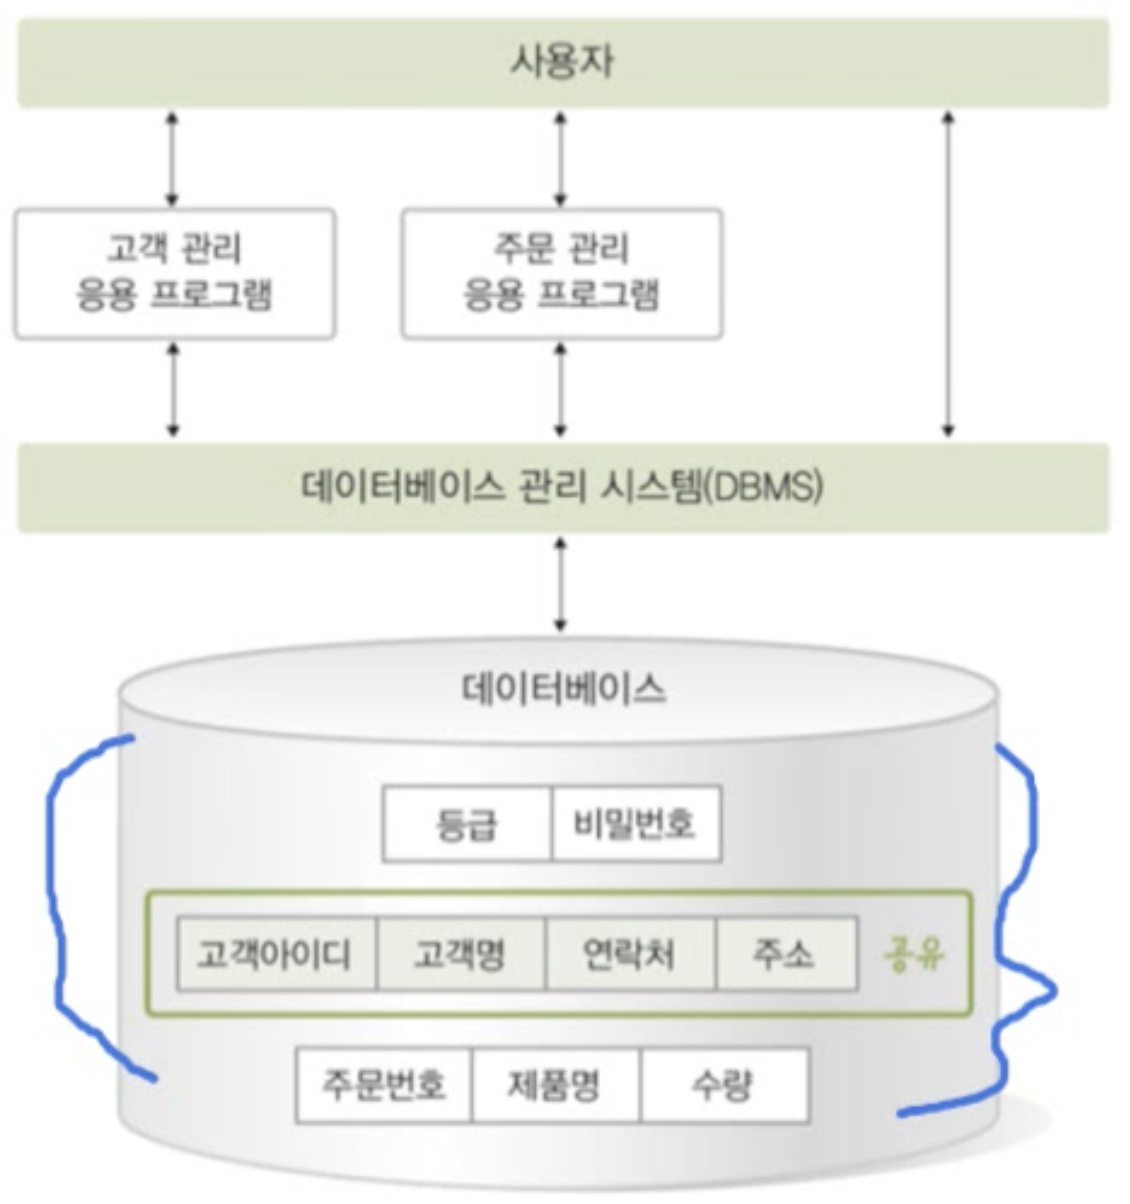 사용자
고객 관리
응용 프로그램
주문 관리
응용 프로그램
데이터베이스 관리 시스템(DBMS)
데이터베이스
등급 비밀번호
고객아이디 고객명 연락처 주소 공유
주문번호 제품명 수량